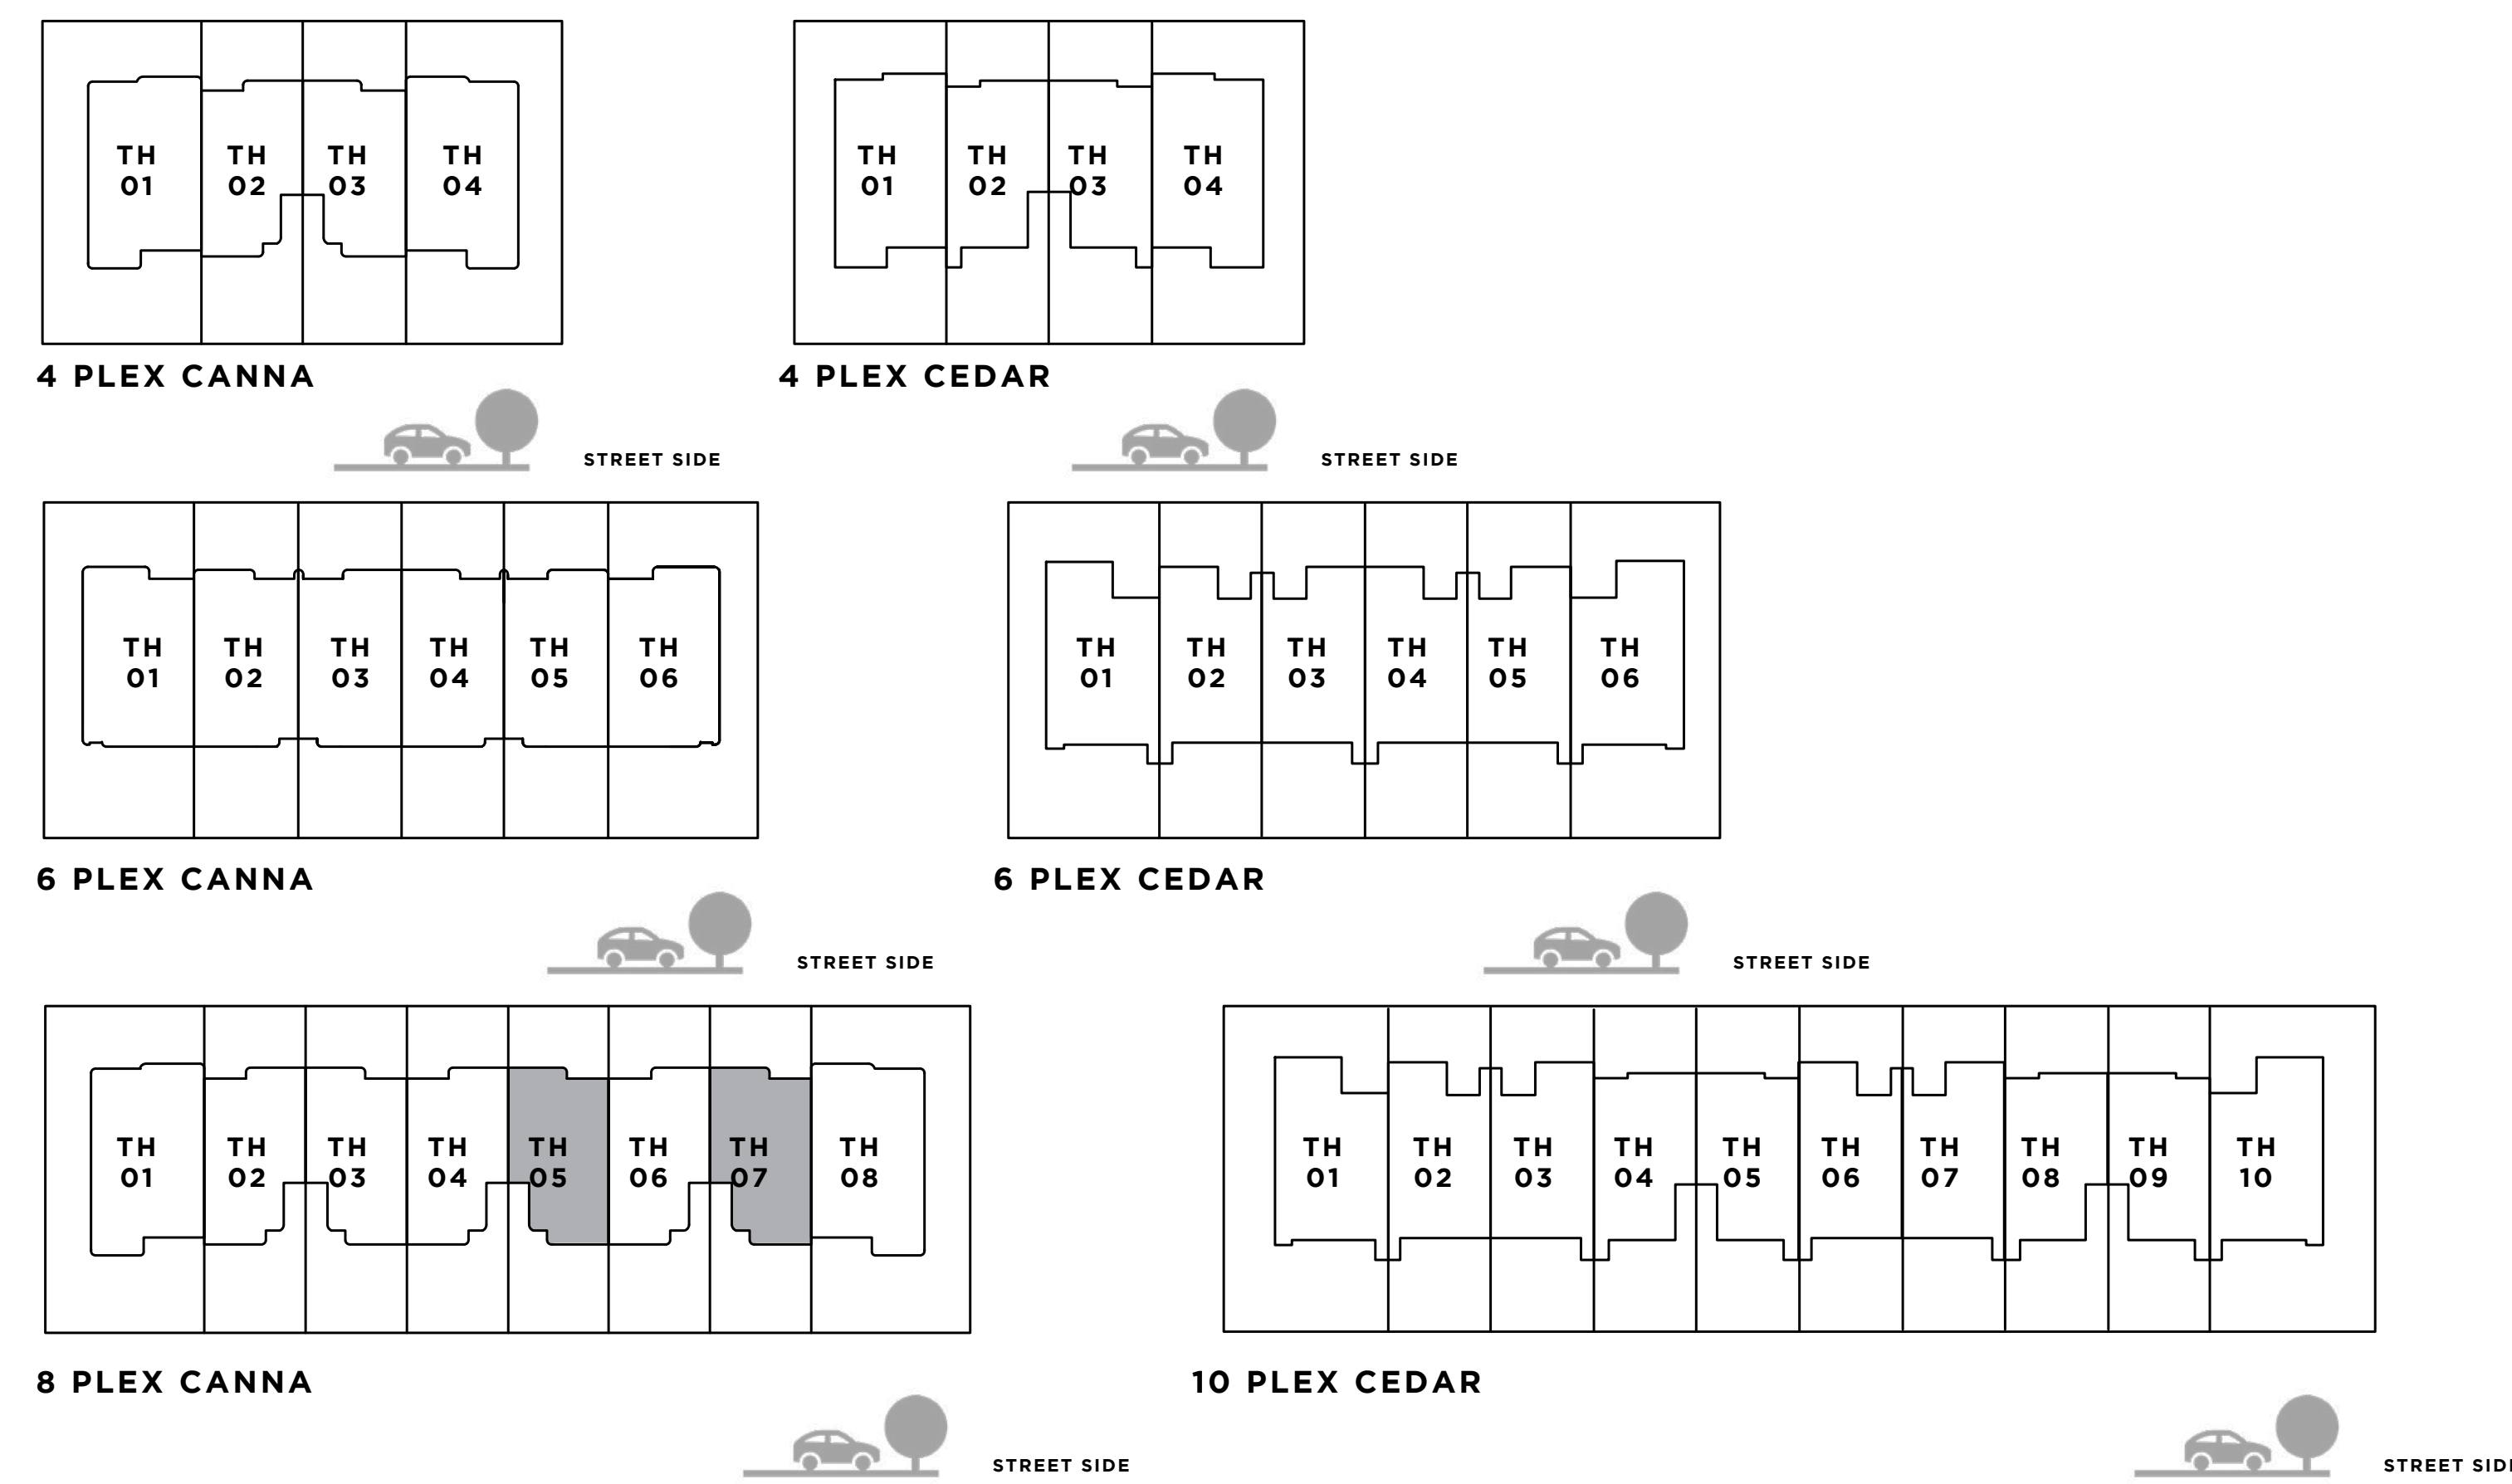 TH TH TH TH
01 02 03 04
4 PLEX CANNA
STREET SIDE
TH TH TH TH
01 02 03 04
4 PLEX CEDAR
STREET SIDE
TH TH TH TH TH TH
01 02 03 04 05 06
6 PLEX CANNA
STREET SIDE
TH TH TH TH TH TH
01 02 03 04 05 06
6 PLEX CEDAR
STREET SIDE
TH TH TH TH TH TH TH TH
01 02 03 04 05 06 07 08
8 PLEX CANNA
STREET SIDE
TH TH TH TH TH TH TH TH TH TH
01 02 03 04 05 06 07 08 09 10
10 PLEX CEDAR
STREET SIDE